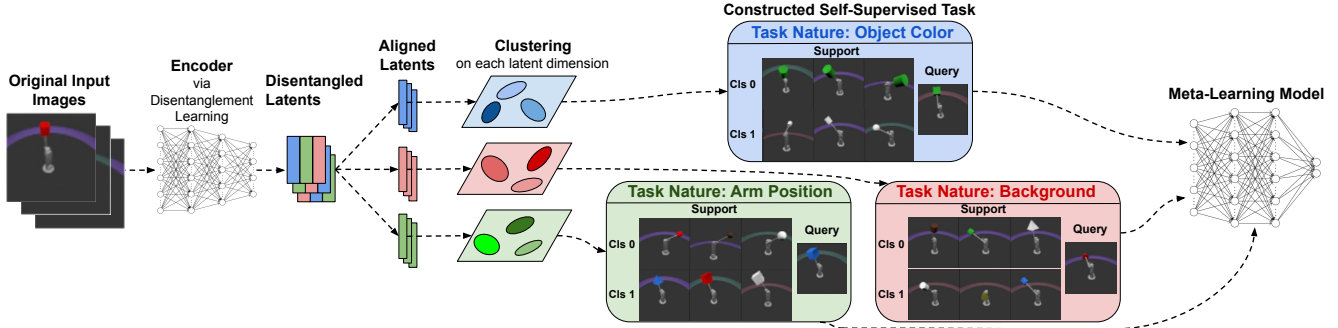 Original Input
Images
Encoder
via
Disentanglement
Learning
Disentangled
Latents
Aligned
Latents
Clustering
on each latent dimension
Constructed Self-Supervised Task
Task Nature: Object Color
Support
Query
Cls 0
Cls 1
Task Nature: Arm Position
Support
Query
Cls 0
Cls 1
Task Nature: Background
Support
Query
Cls 0
Cls 1
Meta-Learning Model